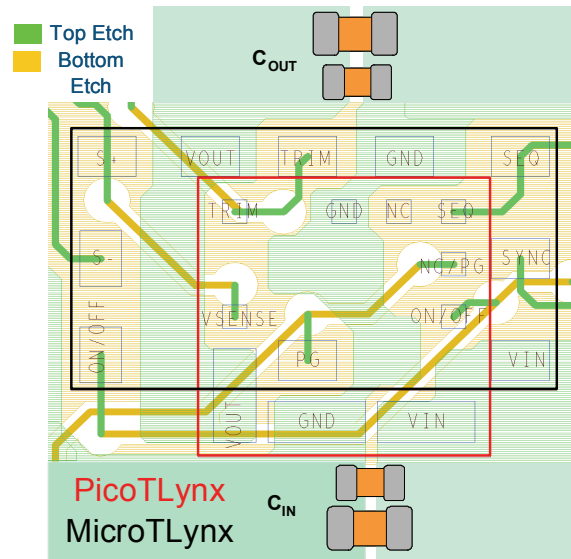 Top Etch
Bottom
Etch
COUT
S+
VOUT
TRIM
GND
SEQ
TRIM
GND
NC
SEQ
S-
NC/PG
SYNC
VSENSE
ON/OFF
ON/OFF
PG
VIN
VOUT
GND
VIN
PicoTLynx
MicroTLynx
CIN